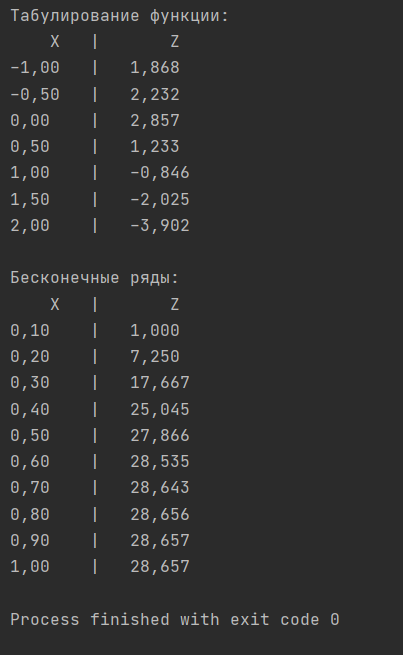 Табулирование функции:
X | Z
-1,00 | 1,868
-0,50 | 2,232
0,00 | 2,857
0,50 | 1,233
1,00 | -0,846
1,50 | -2,025
2,00 | -3,902
Бесконечные ряды:
X | Z
0,10 | 1,000
0,20 | 7,250
0,30 | 17,667
0,40 | 25,045
0,50 | 27,866
0,60 | 28,535
0,70 | 28,643
0,80 | 28,656
0,90 | 28,657
1,00 | 28,657
Process finished with exit code 0